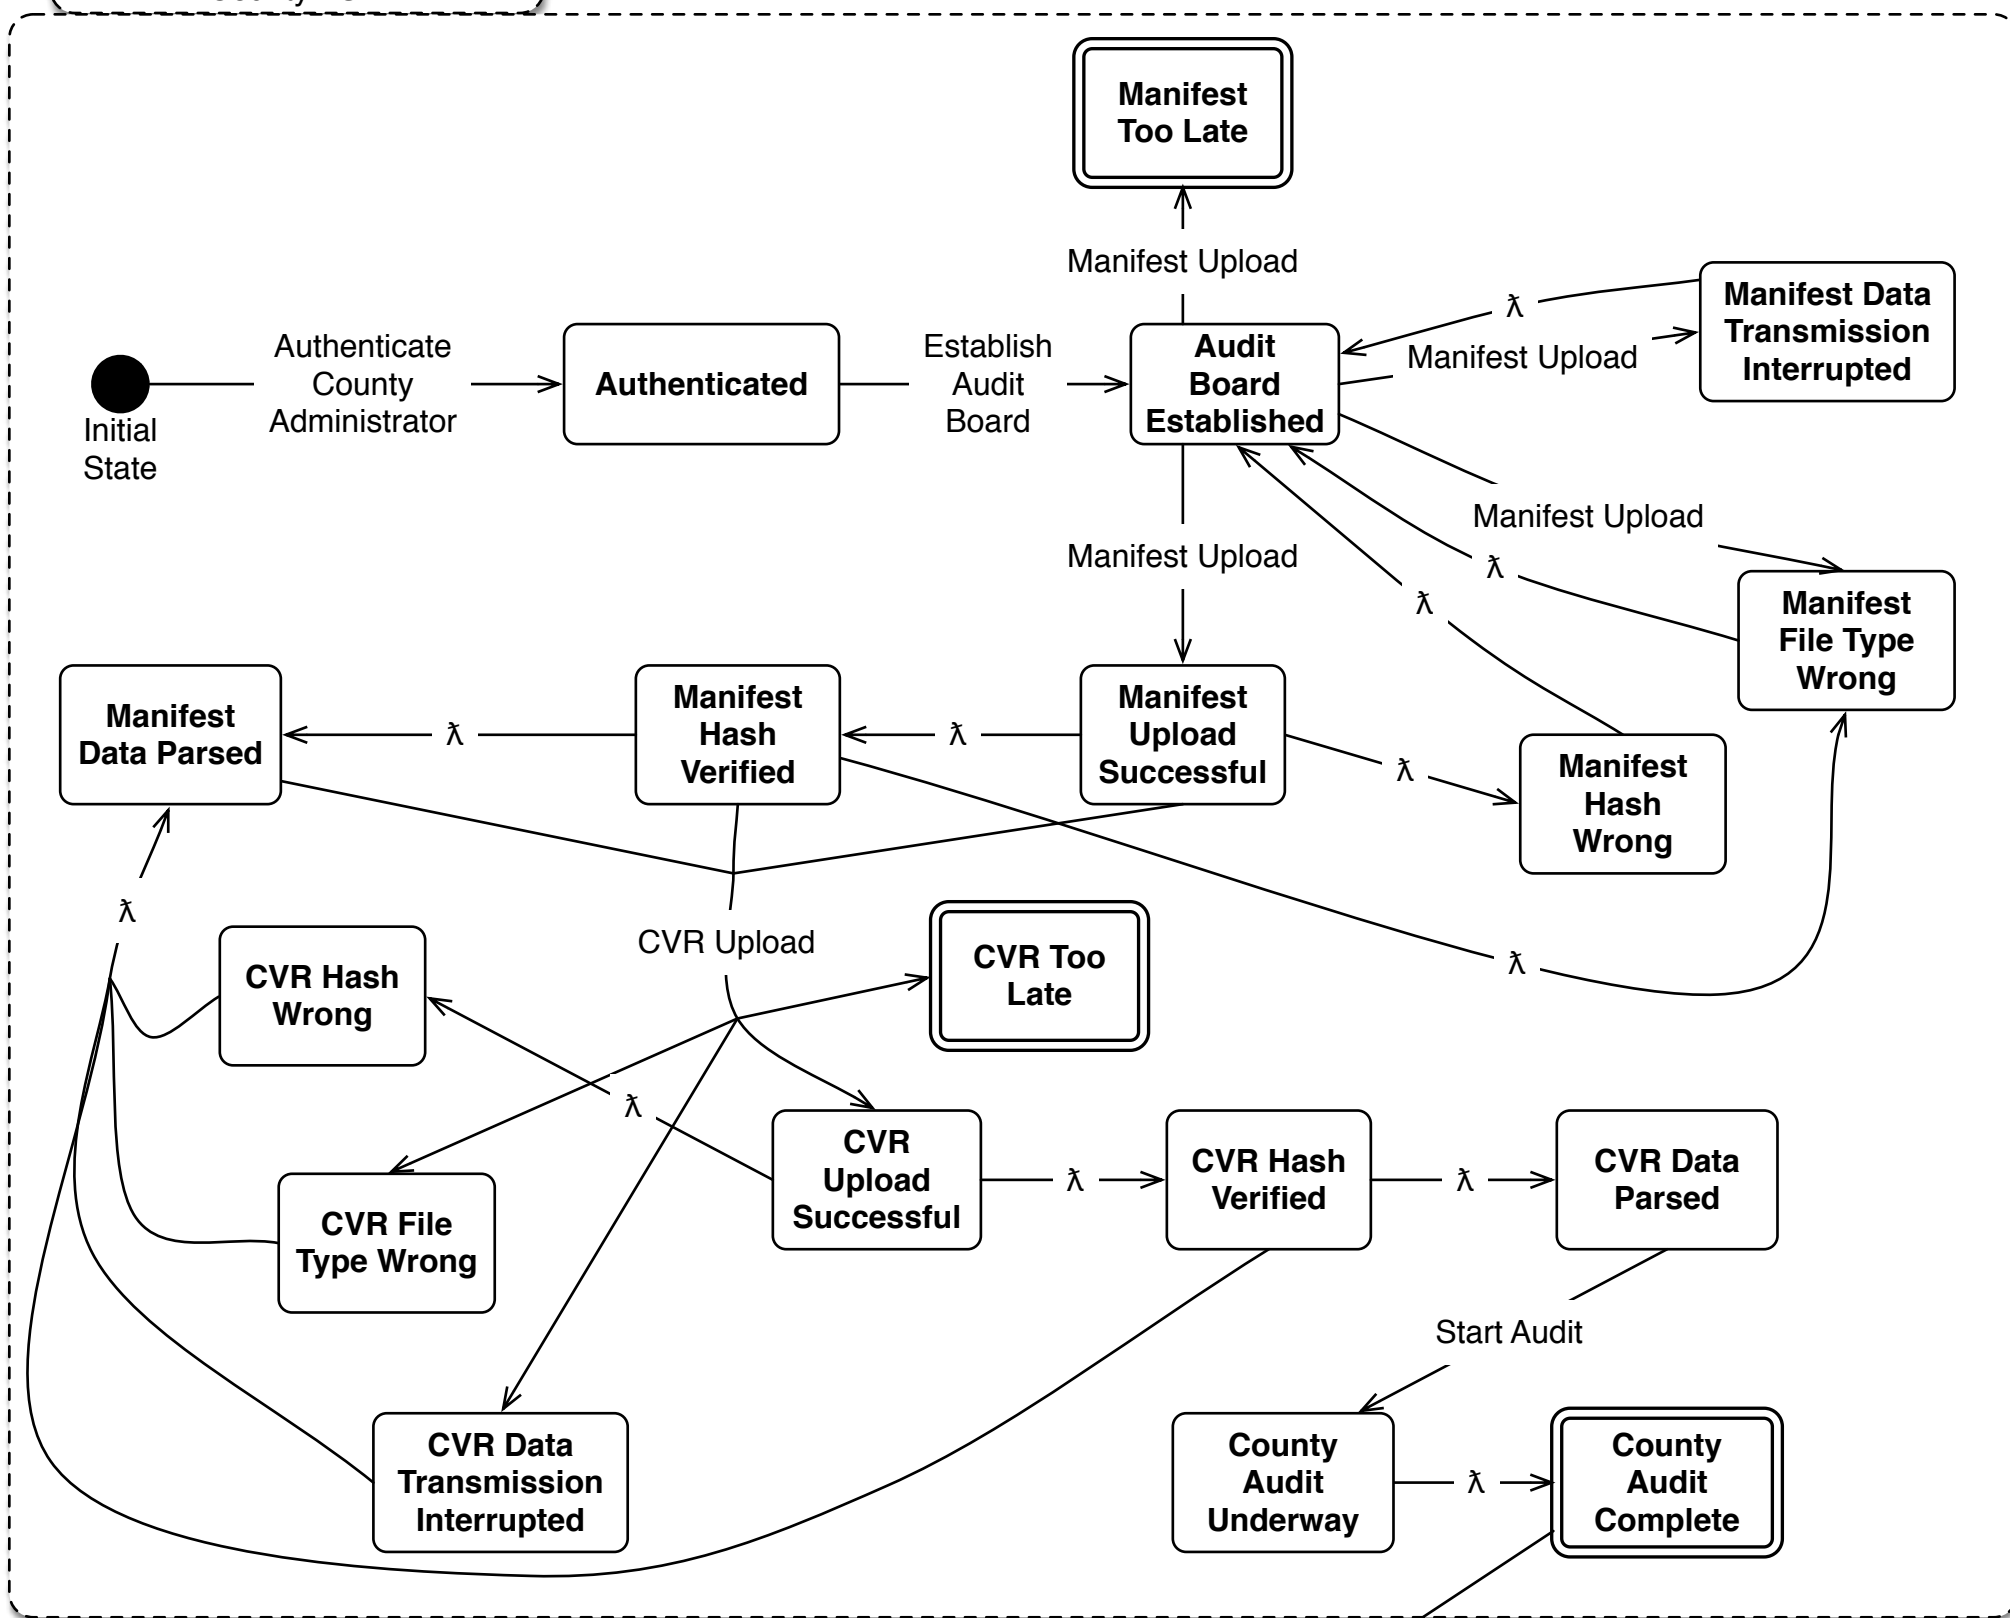 Manifest
Too Late
Manifest Upload
Manifest Data
Transmission
Interrupted
ƛ
Manifest Upload
Initial
State
Authenticate
County
Administrator
Authenticated
Establish
Audit
Board
Audit
Board
Established
Manifest Upload
Manifest Upload
ƛ
ƛ
Manifest
File Type
Wrong
Manifest
Data Parsed
ƛ
Manifest
Hash
Verified
ƛ
Manifest
Upload
Successful
ƛ
Manifest
Hash
Wrong
ƛ
CVR Hash
Wrong
CVR Upload
CVR Too
Late
ƛ
ƛ
CVR File
Type Wrong
CVR
Upload
Successful
ƛ
CVR Hash
Verified
ƛ
CVR Data
Parsed
Start Audit
CVR Data
Transmission
Interrupted
County
Audit
Underway
ƛ
County
Audit
Complete